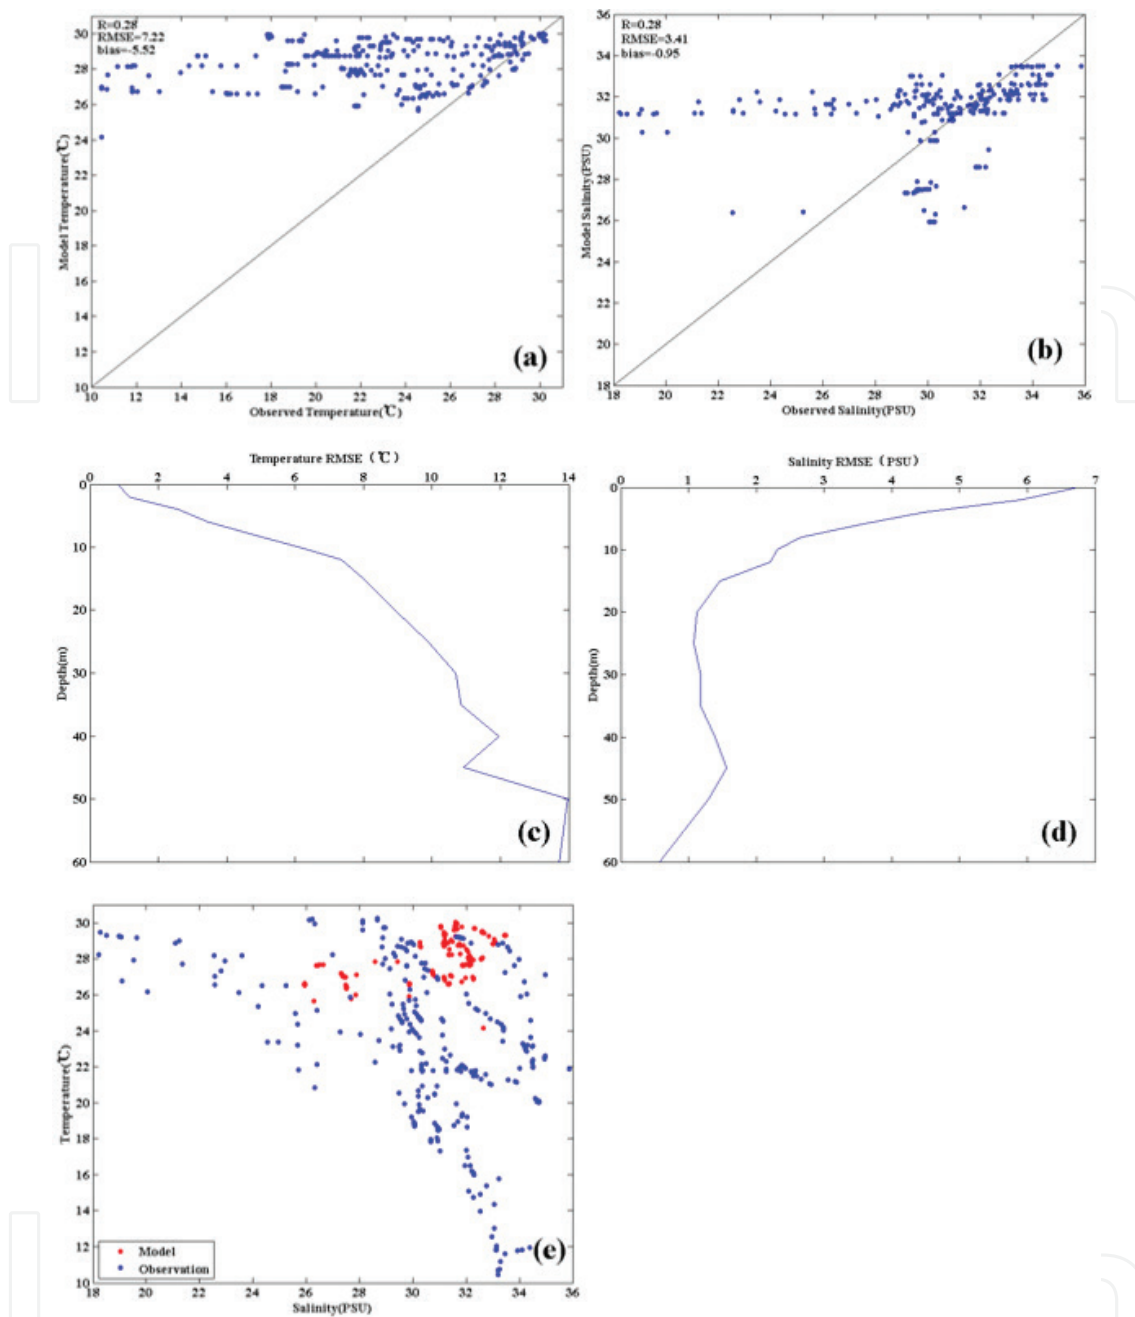 R=0.28
RMSE=7.22
bias=-5.52
Model Temperature(℃)
30
28
26
24
22
20
18
16
14
12
10
10 12 14 16 18 20 22 24 26 28 30
Observed Temperature(℃)
(a)
R=0.28
RMSE=3.41
bias=-0.95
Model Salinity(PSU)
36
34
32
30
28
26
24
22
20
18
18 20 22 24 26 28 30 32 34 36
Observed Salinity(PSU)
(b)
Temperature RMSE (℃)
0 2 4 6 8 10 12 14
Depth(m)
0
10
20
30
40
50
60
(c)
Salinity RMSE (PSU)
0 1 2 3 4 5 6 7
Depth(m)
0
10
20
30
40
50
60
(d)
Temperature(℃)
30
28
26
24
22
20
18
16
14
12
10
18 20 22 24 26 28 30 32 34 36
Salinity(PSU)
Model
Observation
(e)